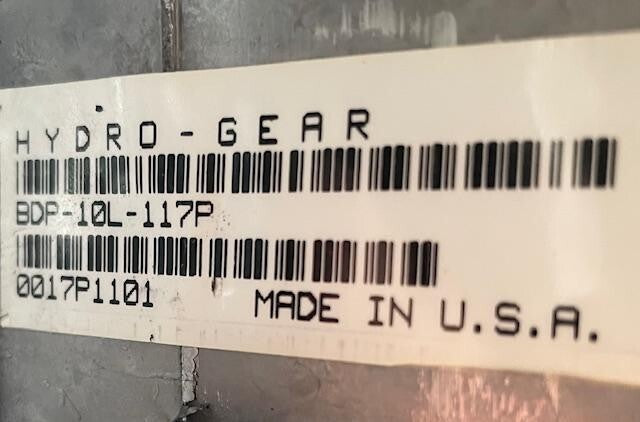 HYDRO-GEAR
BDP-10L-117P
0017P1101
MADE IN U.S.A.